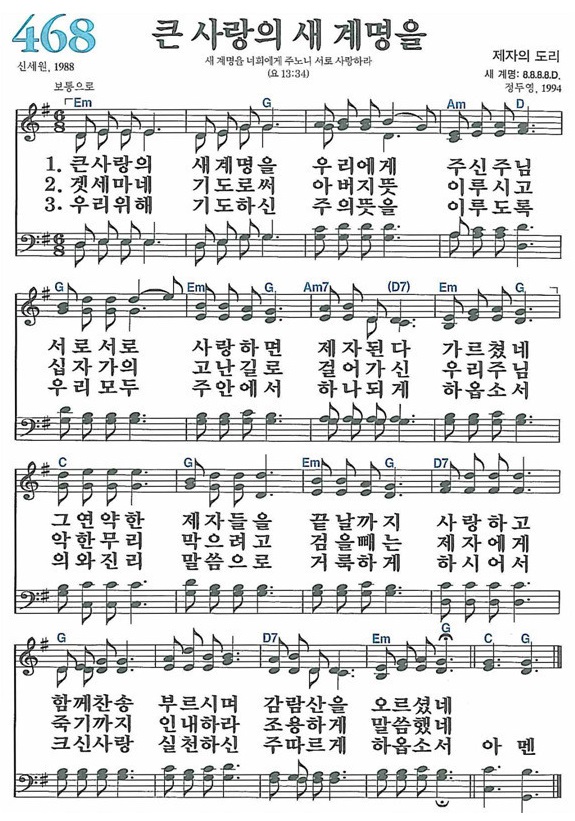 468
큰 사랑의 새 계명을
신세원, 1988
새 계명을 너희에게 주노니 서로 사랑하라
(요 13:34)
제자의 도리
새 계명: 8.8.8.8.D.
정두영, 1994
보통으로
Em G Am D
1. 큰사랑의 새계명을 우리에게 주신주님
2. 겟세마네 기도로써 아버지뜻 이루시고
3. 우리위해 기도하신 주의뜻을 이루도록
G Em G Am7 (D7) Em G
서로서로 사랑하면 제자된다 가르쳤네
십자가의 고난길로 걸어가신 우리주님
우리모두 주안에서 하나되게 하옵소서
C G Em G D7
그연약한 제자들을 끝날까지 사랑하고
악한무리 막으려고 검을빼는 제자에게
의와진리 말씀으로 거룩하게 하시어서
G D7 Em G C G
함께찬송 부르시며 감람산을 오르셨네
죽기까지 인내하라 조용하게 말씀했네
크신사랑 실천하신 주따르게 하옵소서 아멘